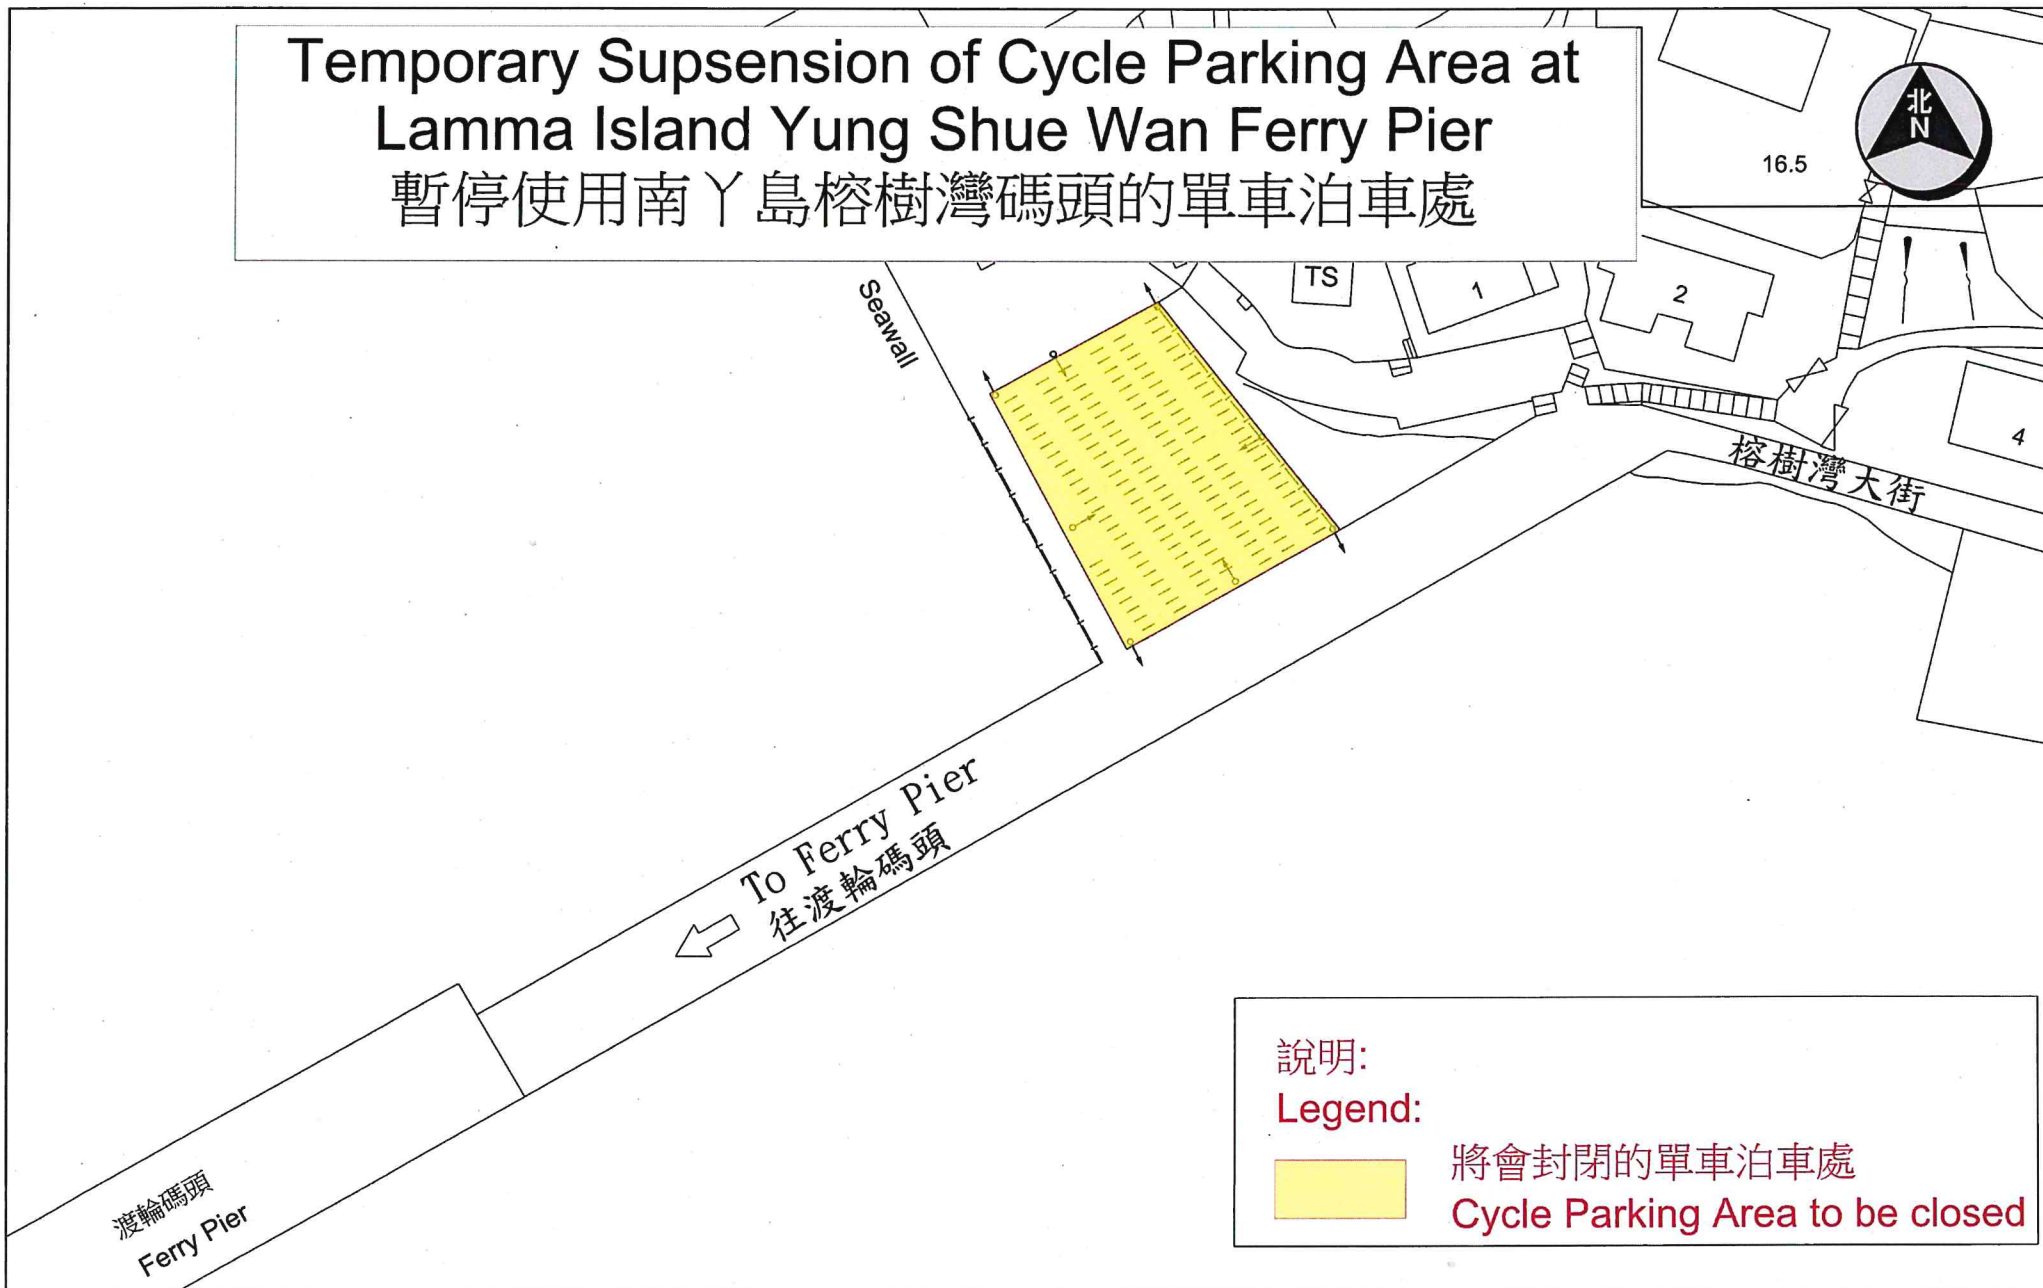 Temporary Supsension of Cycle Parking Area at
Lamma Island Yung Shue Wan Ferry Pier
暫停使用南丫島榕樹灣碼頭的單車泊車處
北
N
16.5
TS
1
2
4
Seawall
榕樹灣大街
To Ferry Pier
往渡輪碼頭
渡輪碼頭
Ferry Pier
說明:
Legend:
將會封閉的單車泊車處
Cycle Parking Area to be closed